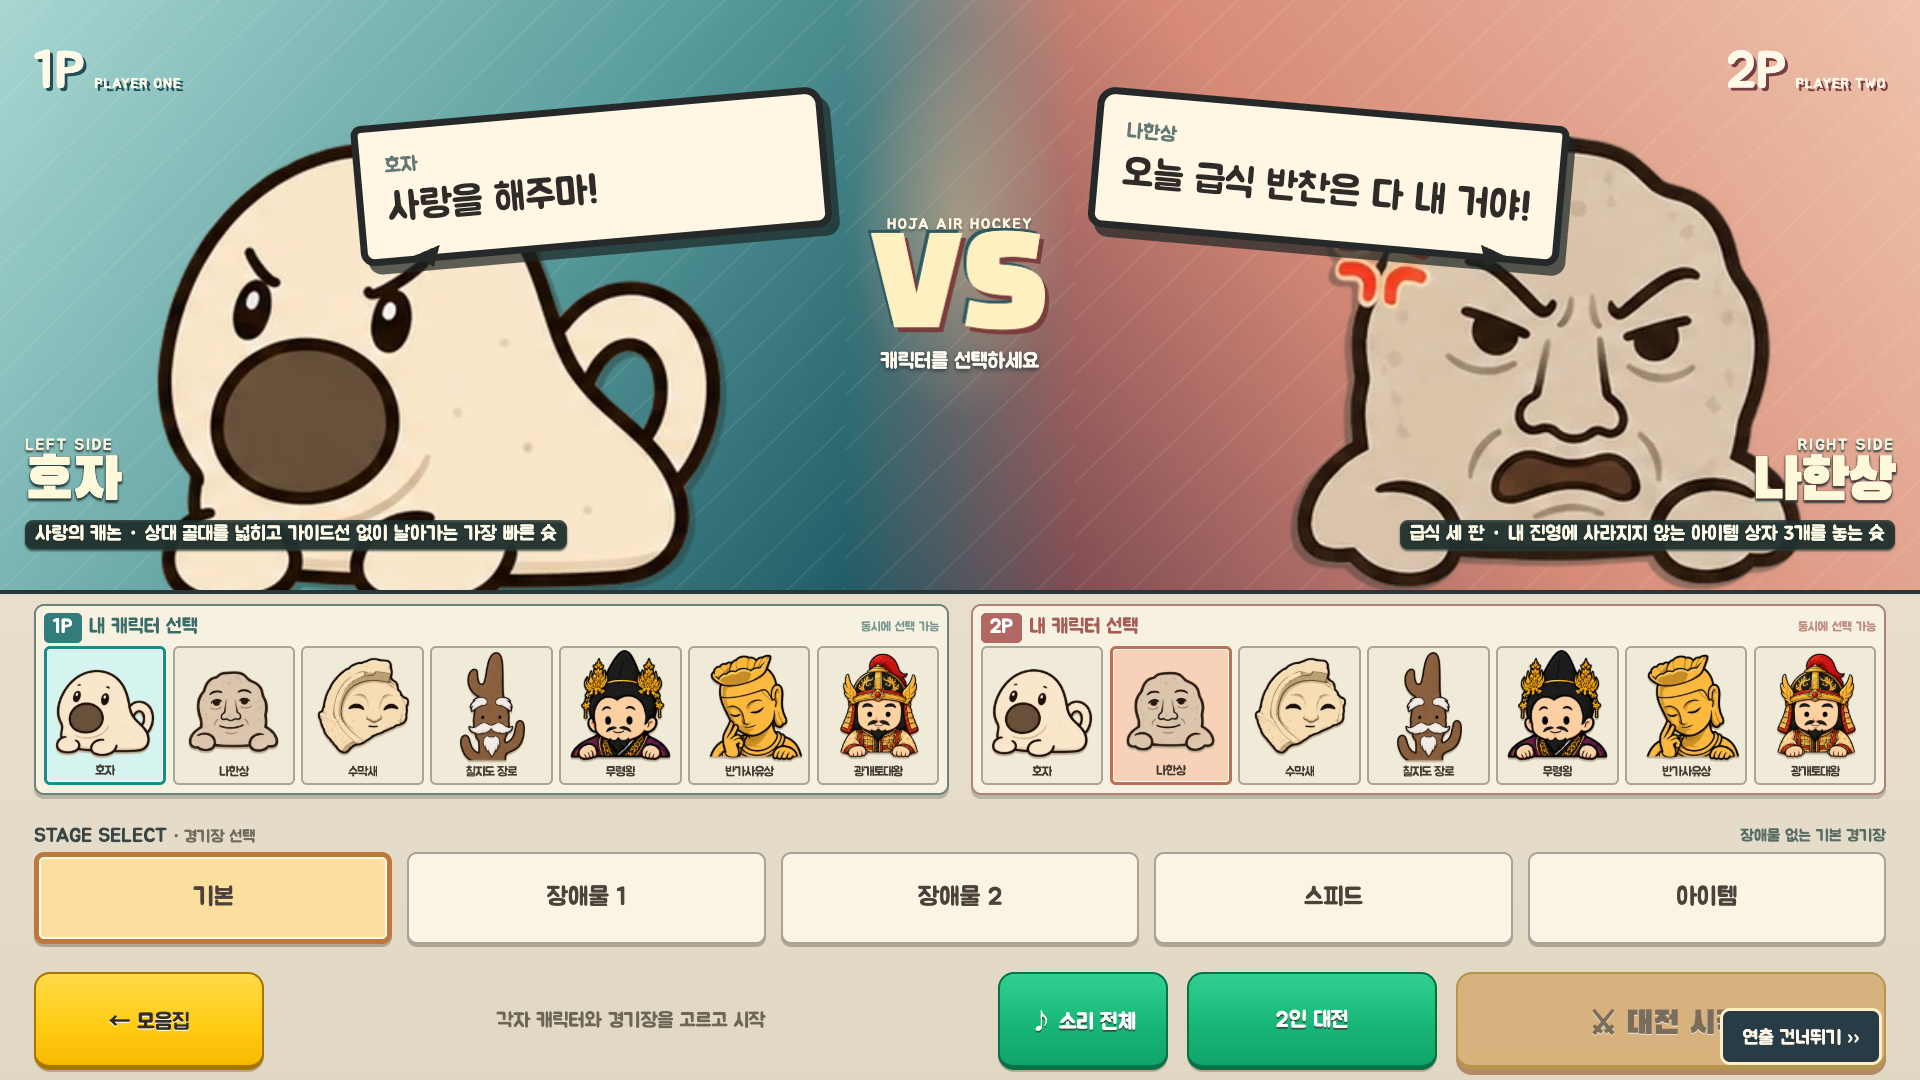 1P PLAYER ONE
2P PLAYER TWO
호자
사랑을 해주마!
나한상
오늘 급식 반찬은 다 내 거야!
HOJA AIR HOCKEY
VS
캐릭터를 선택하세요
LEFT SIDE
호자
사랑의 캐논 · 상대 골대를 넓히고 가이드선 없이 날아가는 가장 빠른 슛
RIGHT SIDE
나한상
급식 세 판 · 내 진영에 사라지지 않는 아이템 상자 3개를 놓는 슛
1P 내 캐릭터 선택 동시에 선택 가능
호자 나한상 수막새 칠지도 장로 무령왕 반가사유상 광개토대왕
2P 내 캐릭터 선택 동시에 선택 가능
호자 나한상 수막새 칠지도 장로 무령왕 반가사유상 광개토대왕
STAGE SELECT · 경기장 선택 장애물 없는 기본 경기장
기본 장애물 1 장애물 2 스피드 아이템
← 모음집 각자 캐릭터와 경기장을 고르고 시작 ♪ 소리 전체 2인 대전 ⚔ 대전
연출 건너뛰기 ››